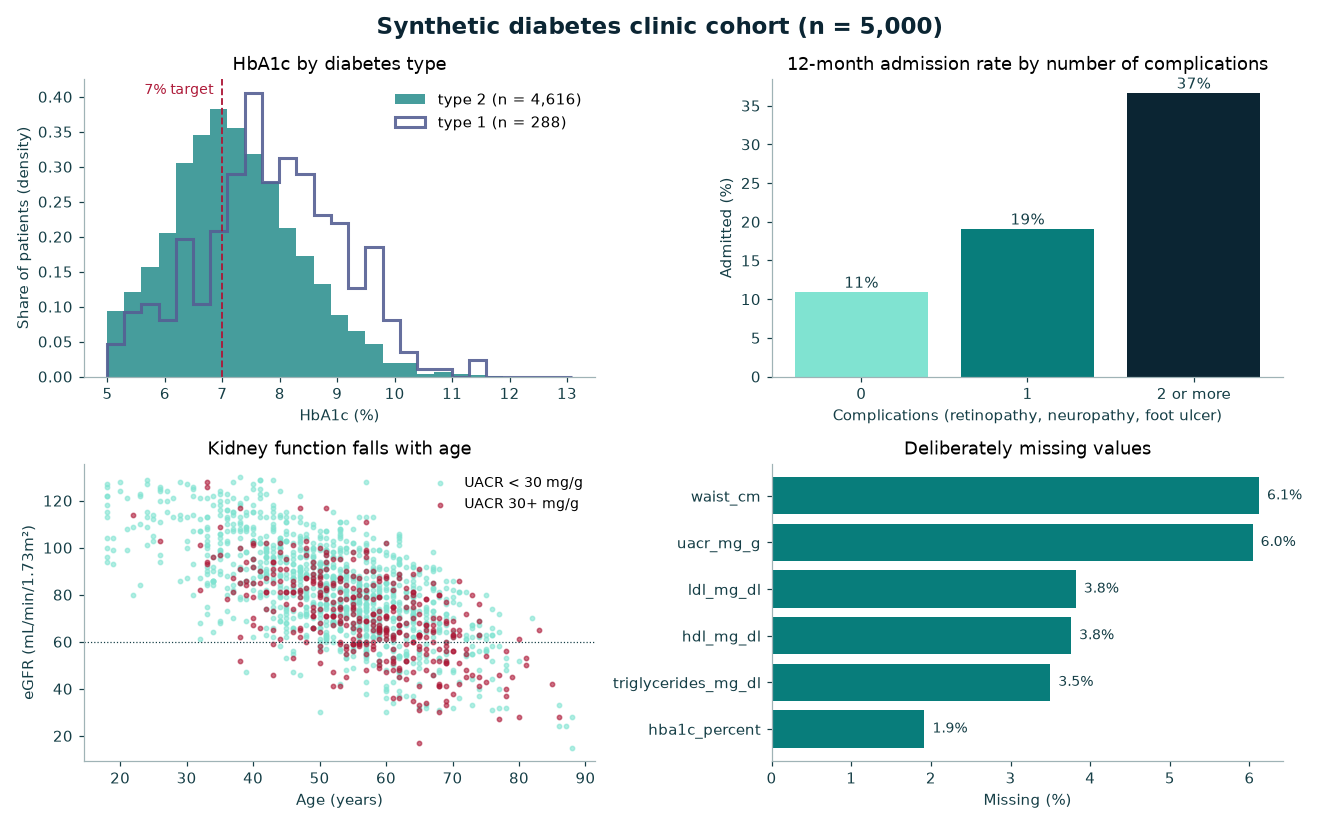 Synthetic diabetes clinic cohort (n = 5,000)
HbA1c by diabetes type
7% target
type 2 (n = 4,616)
type 1 (n = 288)
Share of patients (density)
0.40
0.35
0.30
0.25
0.20
0.15
0.10
0.05
0.00
5 6 7 8 9 10 11 12 13
HbA1c (%)
12-month admission rate by number of complications
Admitted (%)
35
30
25
20
15
10
5
0
11%
19%
37%
0 1 2 or more
Complications (retinopathy, neuropathy, foot ulcer)
Kidney function falls with age
UACR < 30 mg/g
UACR 30+ mg/g
eGFR (mL/min/1.73m²)
120
100
80
60
40
20
20 30 40 50 60 70 80 90
Age (years)
Deliberately missing values
waist_cm 6.1%
uacr_mg_g 6.0%
ldl_mg_dl 3.8%
hdl_mg_dl 3.8%
triglycerides_mg_dl 3.5%
hba1c_percent 1.9%
0 1 2 3 4 5 6
Missing (%)